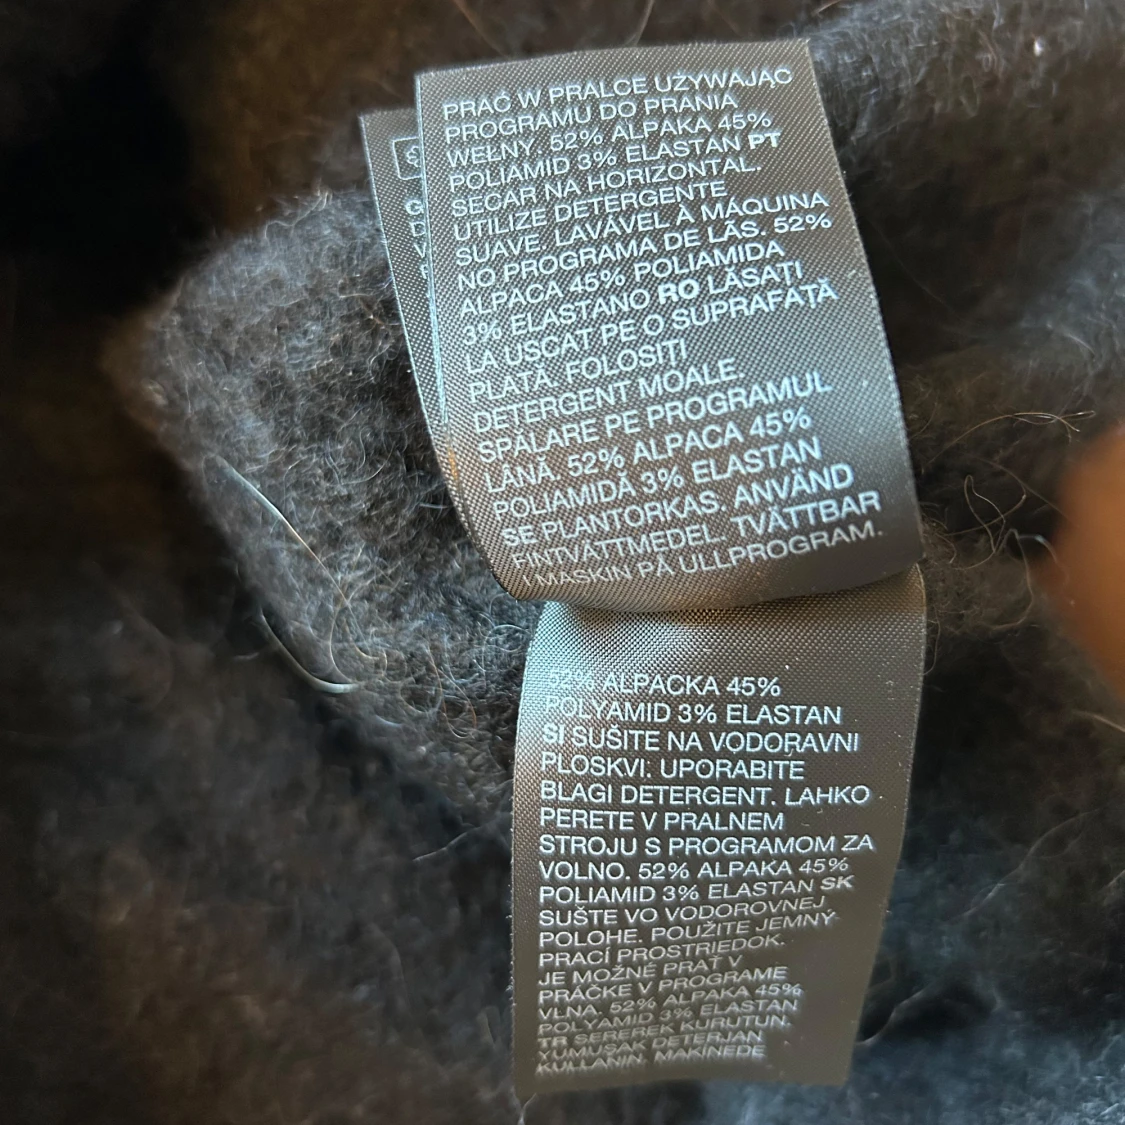 PRAĆ W PRALCE UŻYWAJĄC
PROGRAMU DO PRANIA
WEŁNY. 52% ALPAKA 45%
POLIAMID 3% ELASTAN PT
SECAR NA HORIZONTAL.
UTILIZE DETERGENTE
SUAVE. LAVÁVEL À MÁQUINA
NO PROGRAMA DE LÃS. 52%
ALPACA 45% POLIAMIDA
3% ELASTANO RO LĂSAȚI
LA USCAT PE O SUPRAFAȚĂ
PLATĂ. FOLOSIȚI
DETERGENT MOALE
SPĂLARE PE PROGRAMUL
LÂNĂ. 52% ALPACA 45%
POLIAMIDĂ 3% ELASTAN
SE PLANTORKAS. ANVÄND
FINTVÄTTMEDEL. TVÄTTBAR
I MASKIN PÅ ULLPROGRAM.
52% ALPACKA 45%
POLYAMID 3% ELASTAN
SI SUŠITE NA VODORAVNI
PLOSKVI. UPORABITE
BLAGI DETERGENT. LAHKO
PERETE V PRALNEM
STROJU S PROGRAMOM ZA
VOLNO. 52% ALPAKA 45%
POLIAMID 3% ELASTAN SK
SUŠTE VO VODOROVNEJ
POLOHE. POUŽITE JEMNÝ
PRACÍ PROSTRIEDOK.
JE MOŽNÉ PRAŤ V
PRÁČKE V PROGRAME
VLNA. 52% ALPAKA 45%
POLYAMID 3% ELASTAN
TR SEREREK KURUTUN.
YUMUŞAK DETERJAN
KULLANIN. MAKİNEDE